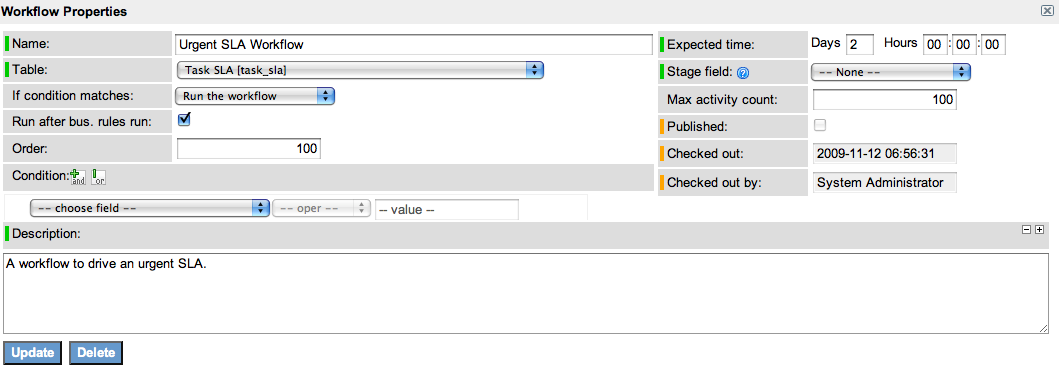 Workflow Properties
Name: Urgent SLA Workflow
Table: Task SLA [task_sla]
If condition matches: Run the workflow
Run after bus. rules run:
Order: 100
Condition: and or
-- choose field -- -- oper -- -- value --
Expected time: Days 2 Hours 00:00:00
Stage field: -- None --
Max activity count: 100
Published:
Checked out: 2009-11-12 06:56:31
Checked out by: System Administrator
Description:
A workflow to drive an urgent SLA.
Update Delete